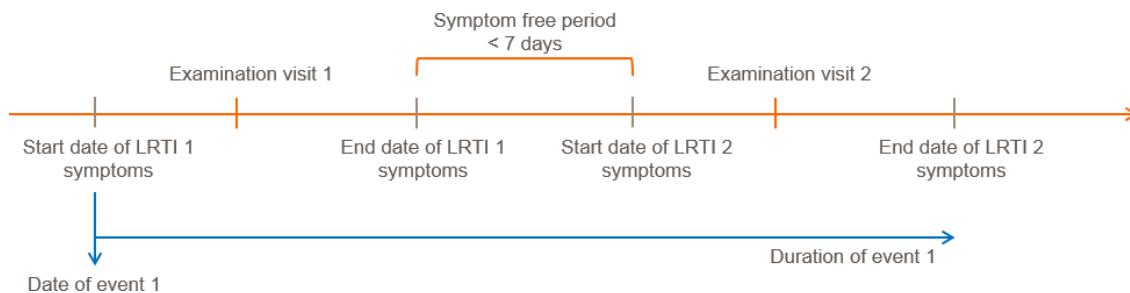 Symptom free period
< 7 days
Examination visit 1
Examination visit 2
Start date of LRTI 1
symptoms
End date of LRTI 1
symptoms
Start date of LRTI 2
symptoms
End date of LRTI 2
symptoms
Duration of event 1
Date of event 1